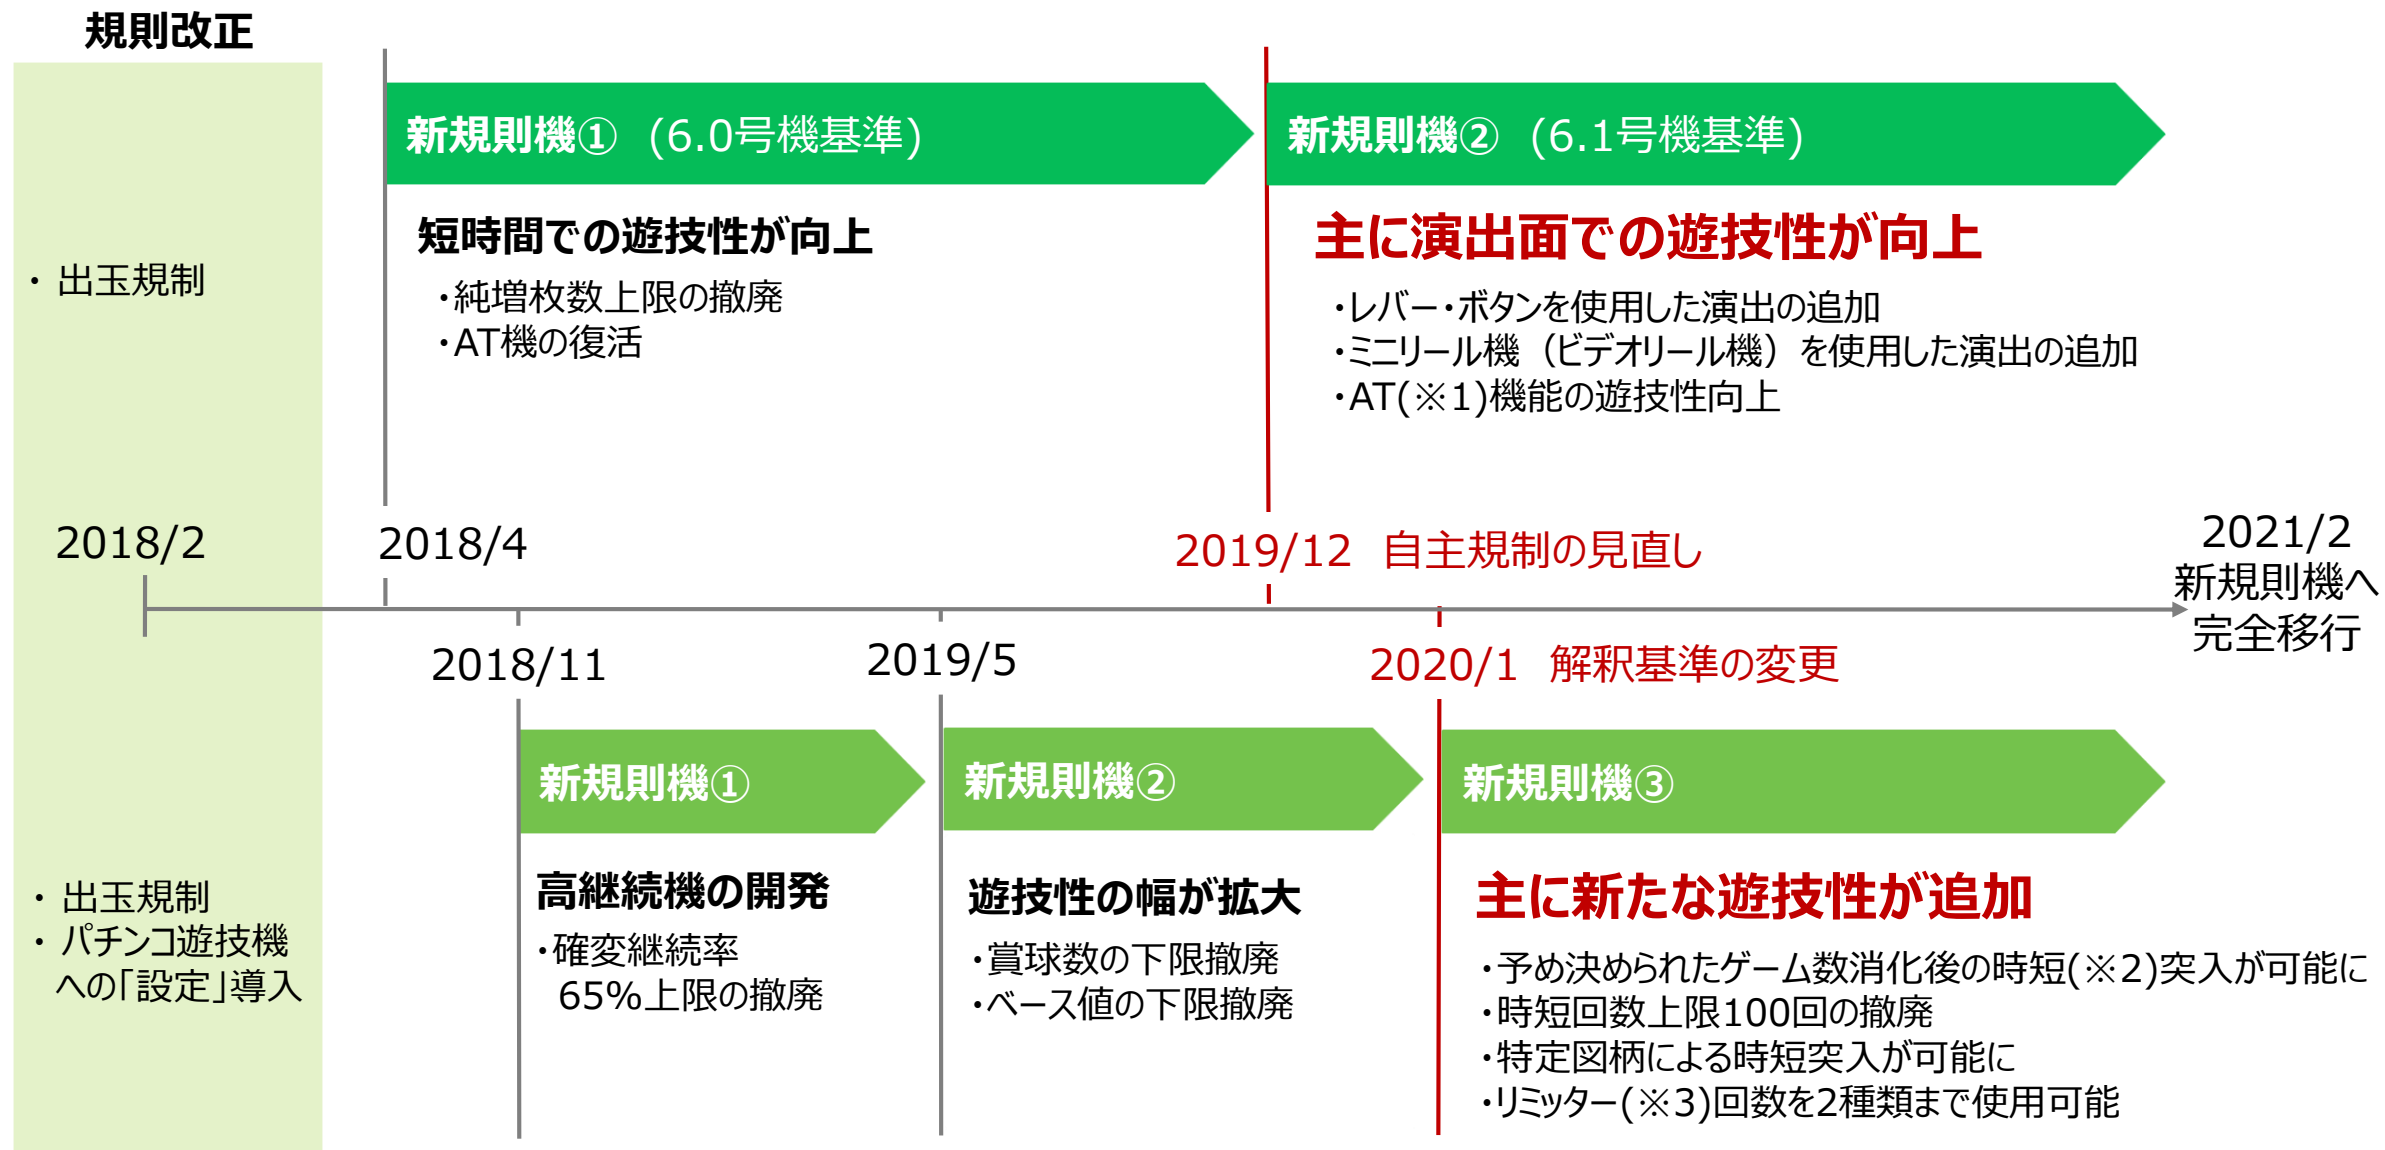 規則改正
新規則機① (6.0号機基準)
新規則機② (6.1号機基準)
・ 出玉規制
短時間での遊技性が向上
・純増枚数上限の撤廃
・AT機の復活
主に演出面での遊技性が向上
・レバー・ボタンを使用した演出の追加
・ミニリール機（ビデオリール機）を使用した演出の追加
・AT(※1)機能の遊技性向上
2018/2
2018/4
2019/12 自主規制の見直し
2021/2
新規則機へ
完全移行
2018/11
2019/5
2020/1 解釈基準の変更
新規則機①
新規則機②
新規則機③
・ 出玉規制
・ パチンコ遊技機
への「設定」導入
高継続機の開発
・確変継続率
65%上限の撤廃
遊技性の幅が拡大
・賞球数の下限撤廃
・ベース値の下限撤廃
主に新たな遊技性が追加
・予め決められたゲーム数消化後の時短(※2)突入が可能に
・時短回数上限100回の撤廃
・特定図柄による時短突入が可能に
・リミッター(※3)回数を2種類まで使用可能